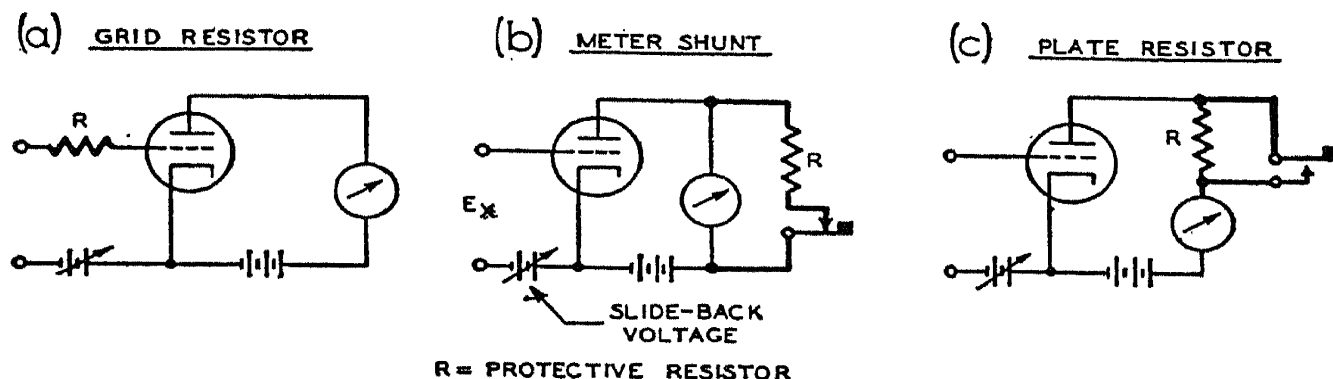 (a) GRID RESISTOR
(b) METER SHUNT
(c) PLATE RESISTOR
R
R
R
Ex
SLIDE-BACK
VOLTAGE
R = PROTECTIVE RESISTOR